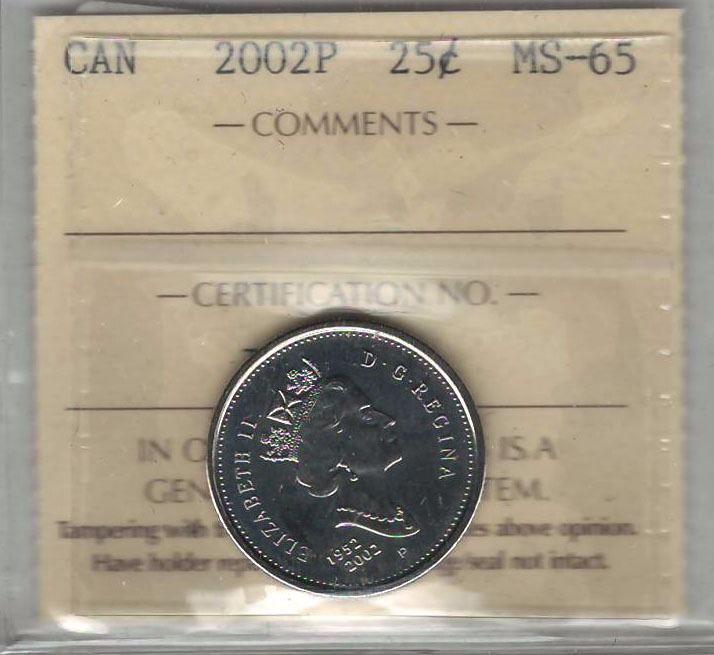 CAN 2002P 25¢ MS-65
— COMMENTS —
— CERTIFICATION NO. —
IN O IS A
GEN TEM.
Tampering with above opinion.
Have holder seal not intact.
ELIZABETH II D·G·REGINA
1952
2002 P